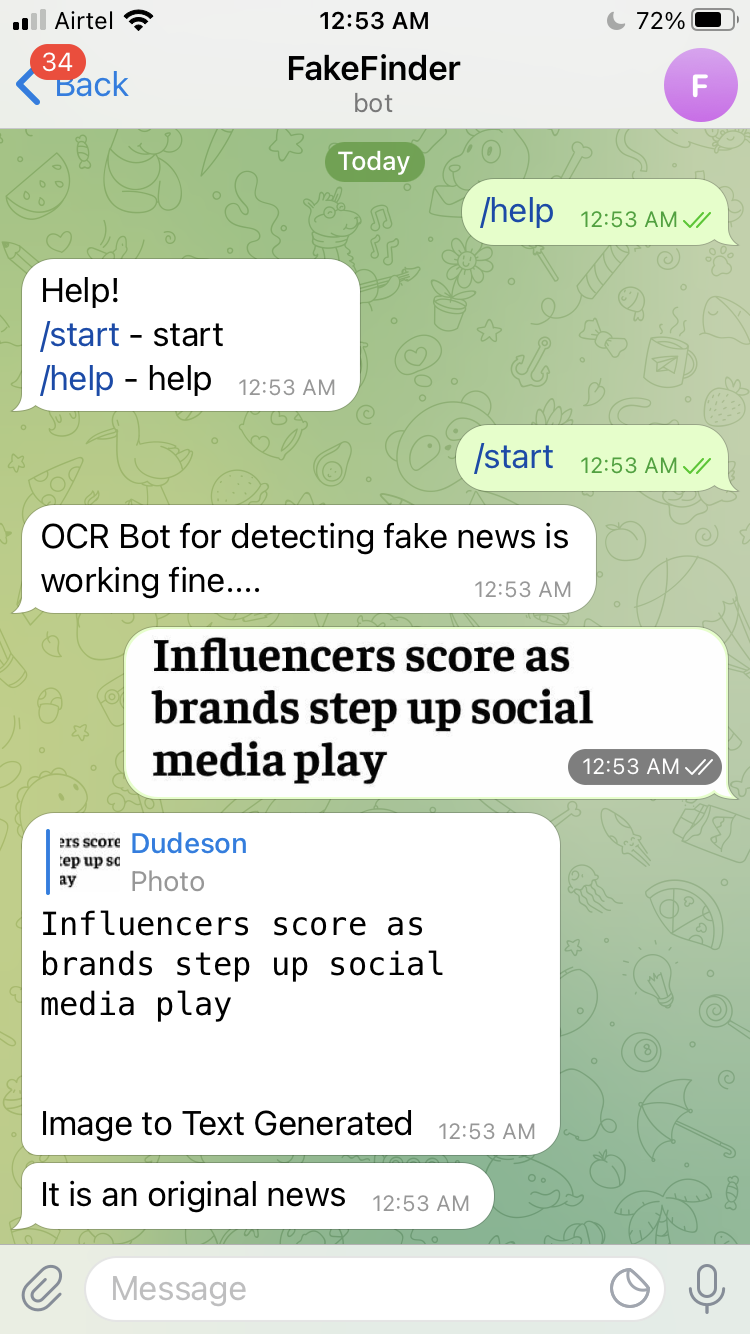 Airtel 12:53 AM 72%
34
Back
FakeFinder
bot
F
Today
/help 12:53 AM
Help!
/start - start
/help - help 12:53 AM
/start 12:53 AM
OCR Bot for detecting fake news is
working fine.... 12:53 AM
Influencers score as
brands step up social
media play
12:53 AM
ers score
tep up so
ay
Dudeson
Photo
Influencers score as
brands step up social
media play
Image to Text Generated 12:53 AM
It is an original news 12:53 AM
Message